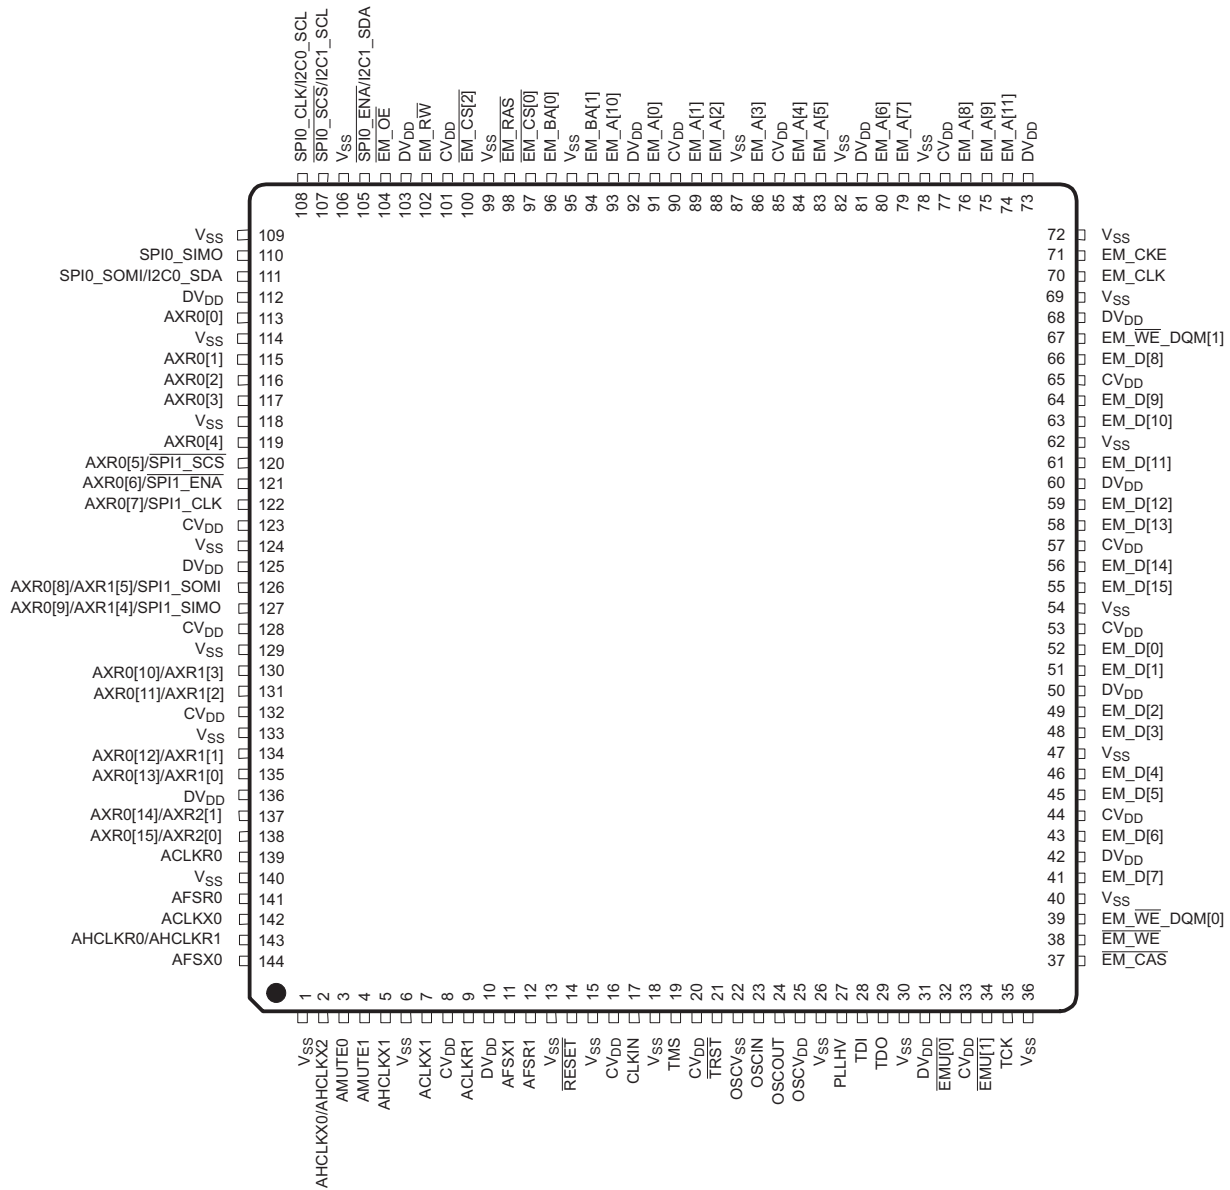 SPI0_CLK/I2C0_SCL
SPI0_SCS/I2C1_SCL
VSS
SPI0_ENA/I2C1_SDA
EM_OE
DVDD
EM_RW
CVDD
EM_CS[2]
VSS
EM_RAS
EM_CS[0]
EM_BA[0]
VSS
EM_BA[1]
EM_A[10]
DVDD
EM_A[0]
CVDD
EM_A[1]
EM_A[2]
VSS
EM_A[3]
CVDD
EM_A[4]
EM_A[5]
VSS
DVDD
EM_A[6]
EM_A[7]
VSS
CVDD
EM_A[8]
EM_A[9]
EM_A[11]
DVDD
108
107
106
105
104
103
102
101
100
99
98
97
96
95
94
93
92
91
90
89
88
87
86
85
84
83
82
81
80
79
78
77
76
75
74
73
VSS 109
SPI0_SIMO 110
SPI0_SOMI/I2C0_SDA 111
DVDD 112
AXR0[0] 113
VSS 114
AXR0[1] 115
AXR0[2] 116
AXR0[3] 117
VSS 118
AXR0[4] 119
AXR0[5]/SPI1_SCS 120
AXR0[6]/SPI1_ENA 121
AXR0[7]/SPI1_CLK 122
CVDD 123
VSS 124
DVDD 125
AXR0[8]/AXR1[5]/SPI1_SOMI 126
AXR0[9]/AXR1[4]/SPI1_SIMO 127
CVDD 128
VSS 129
AXR0[10]/AXR1[3] 130
AXR0[11]/AXR1[2] 131
CVDD 132
VSS 133
AXR0[12]/AXR1[1] 134
AXR0[13]/AXR1[0] 135
DVDD 136
AXR0[14]/AXR2[1] 137
AXR0[15]/AXR2[0] 138
ACLKR0 139
VSS 140
AFSR0 141
ACLKX0 142
AHCLKR0/AHCLKR1 143
AFSX0 144
72 VSS
71 EM_CKE
70 EM_CLK
69 VSS
68 DVDD
67 EM_WE_DQM[1]
66 EM_D[8]
65 CVDD
64 EM_D[9]
63 EM_D[10]
62 VSS
61 EM_D[11]
60 DVDD
59 EM_D[12]
58 EM_D[13]
57 CVDD
56 EM_D[14]
55 EM_D[15]
54 VSS
53 CVDD
52 EM_D[0]
51 EM_D[1]
50 DVDD
49 EM_D[2]
48 EM_D[3]
47 VSS
46 EM_D[4]
45 EM_D[5]
44 CVDD
43 EM_D[6]
42 DVDD
41 EM_D[7]
40 VSS
39 EM_WE_DQM[0]
38 EM_WE
37 EM_CAS
1
2
3
4
5
6
7
8
9
10
11
12
13
14
15
16
17
18
19
20
21
22
23
24
25
26
27
28
29
30
31
32
33
34
35
36
VSS
AHCLKX0/AHCLKX2
AMUTE0
AMUTE1
AHCLKX1
VSS
ACLKX1
CVDD
ACLKR1
DVDD
AFSX1
AFSR1
VSS
RESET
VSS
CVDD
CLKIN
VSS
TMS
CVDD
TRST
OSCVSS
OSCIN
OSCOUT
OSCVDD
VSS
PLLHV
TDI
TDO
VSS
DVDD
EMU[0]
CVDD
EMU[1]
TCK
VSS